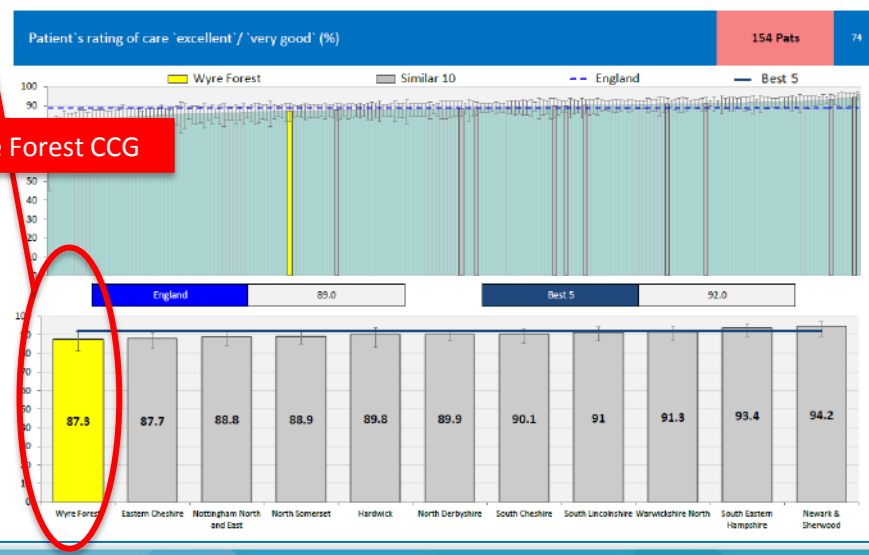 Patient`s rating of care `excellent`/ `very good` (%)
154 Pats
74
Wyre Forest
Similar 10
England
Best 5
100
90
Forest CCG
50
40
30
20
England
89.0
Best 5
92.0
87.3
87.7
88.8
88.9
89.8
89.9
90.1
91
91.3
93.4
94.2
Wyre Forest
Eastern Cheshire
Nottingham North
and East
North Somerset
Hardwick
North Derbyshire
South Cheshire
South Lincolnshire
Warwickshire North
South Eastern
Hampshire
Newark &
Sherwood